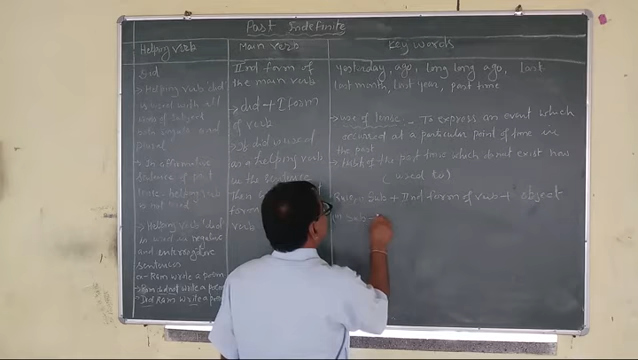 Past Indefinite
Helping verb
Did
→ Helping verb 'did'
is used with all
kind of subject
singular and
plural
→ In affirmative
sentence of past
tense helping verb
is not used
→ Helping verb 'did'
is used in negative
and interrogative
sentences
ex - Ram wrote a poem
→ Ram did not write a poem
→ Did Ram write a poem
Main verb
IInd form of
the main verb
→ did + I form
of verb
→ If did is used
as a helping verb
in the sentence
then
form
verb
Key words
Yesterday, ago, long long ago, last
last month, last year, past time
→ use of tense - To express an event which
occurred at a particular point of time in
the past
→ of the past time which do not exist now
(used to)
Rule, - Sub + IInd form of verb + object
Sub -